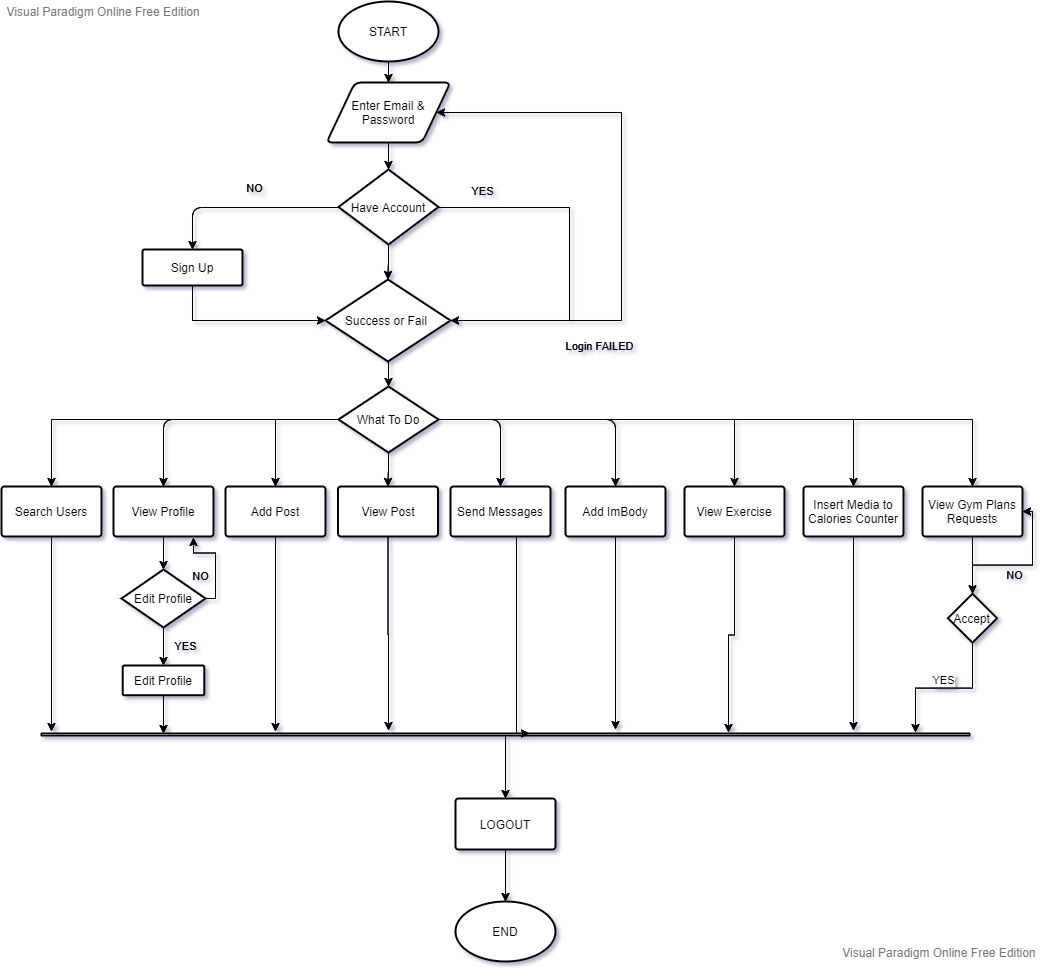 Visual Paradigm Online Free Edition
START
Enter Email &
Password
NO
YES
Have Account
Sign Up
Success or Fail
Login FAILED
What To Do
Search Users
View Profile
Add Post
View Post
Send Messages
Add ImBody
View Exercise
Insert Media to
Calories Counter
View Gym Plans
Requests
NO
NO
Edit Profile
Accept
YES
Edit Profile
YES
LOGOUT
END
Visual Paradigm Online Free Edition